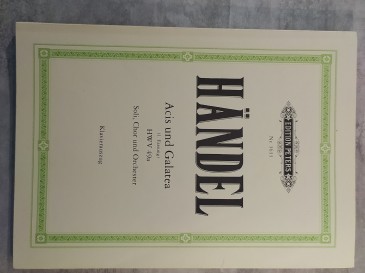 EDITION PETERS
HÄNDEL
Acis und Galatea
HWV 49a
Soli, Chor und Orchester
Klavierauszug